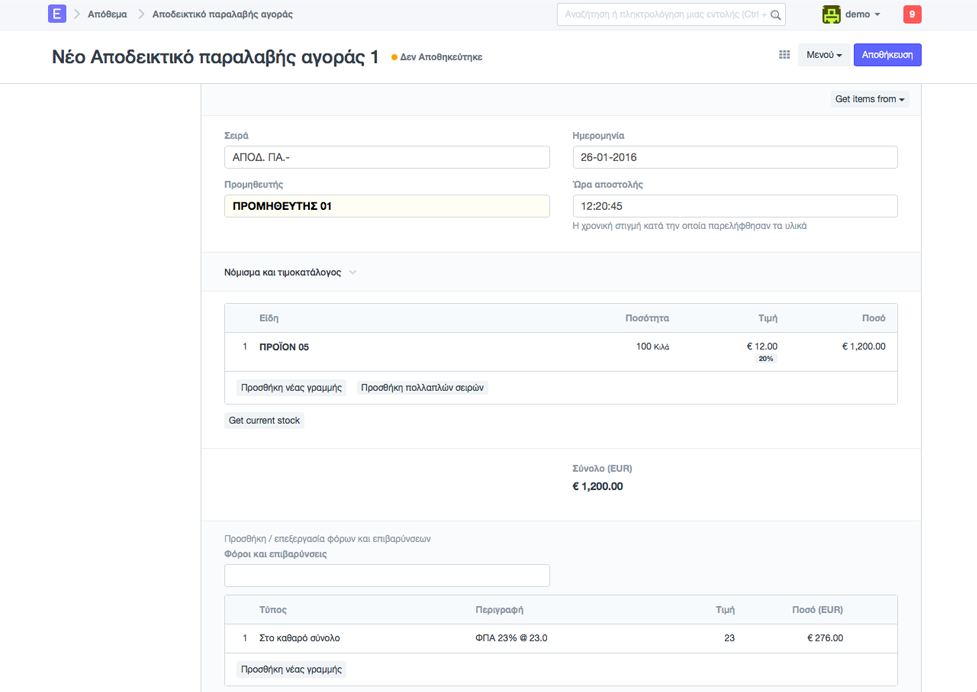 E Απόθεμα Αποδεικτικό παραλαβής αγοράς Αναζήτηση ή πληκτρολόγηση μιας εντολής (Ctrl + demo 9
Νέο Αποδεικτικό παραλαβής αγοράς 1 Δεν Αποθηκεύτηκε Μενού Αποθήκευση
Get items from
Σειρά Ημερομηνία
ΑΠΟΔ. ΠΑ.- 26-01-2016
Προμηθευτής Ώρα αποστολής
ΠΡΟΜΗΘΕΥΤΗΣ 01 12:20:45
Η χρονική στιγμή κατά την οποία παρελήφθησαν τα υλικά
Νόμισμα και τιμοκατάλογος
Είδη Ποσότητα Τιμή Ποσό
1 ΠΡΟΪΟΝ 05 100 Κιλά € 12.00 € 1,200.00
20%
Προσθήκη νέας γραμμής Προσθήκη πολλαπλών σειρών
Get current stock
Σύνολο (EUR)
€ 1,200.00
Προσθήκη / επεξεργασία φόρων και επιβαρύνσεων
Φόροι και επιβαρύνσεις
Τύπος Περιγραφή Τιμή Ποσό (EUR)
1 Στο καθαρό σύνολο ΦΠΑ 23% @ 23.0 23 € 276.00
Προσθήκη νέας γραμμής